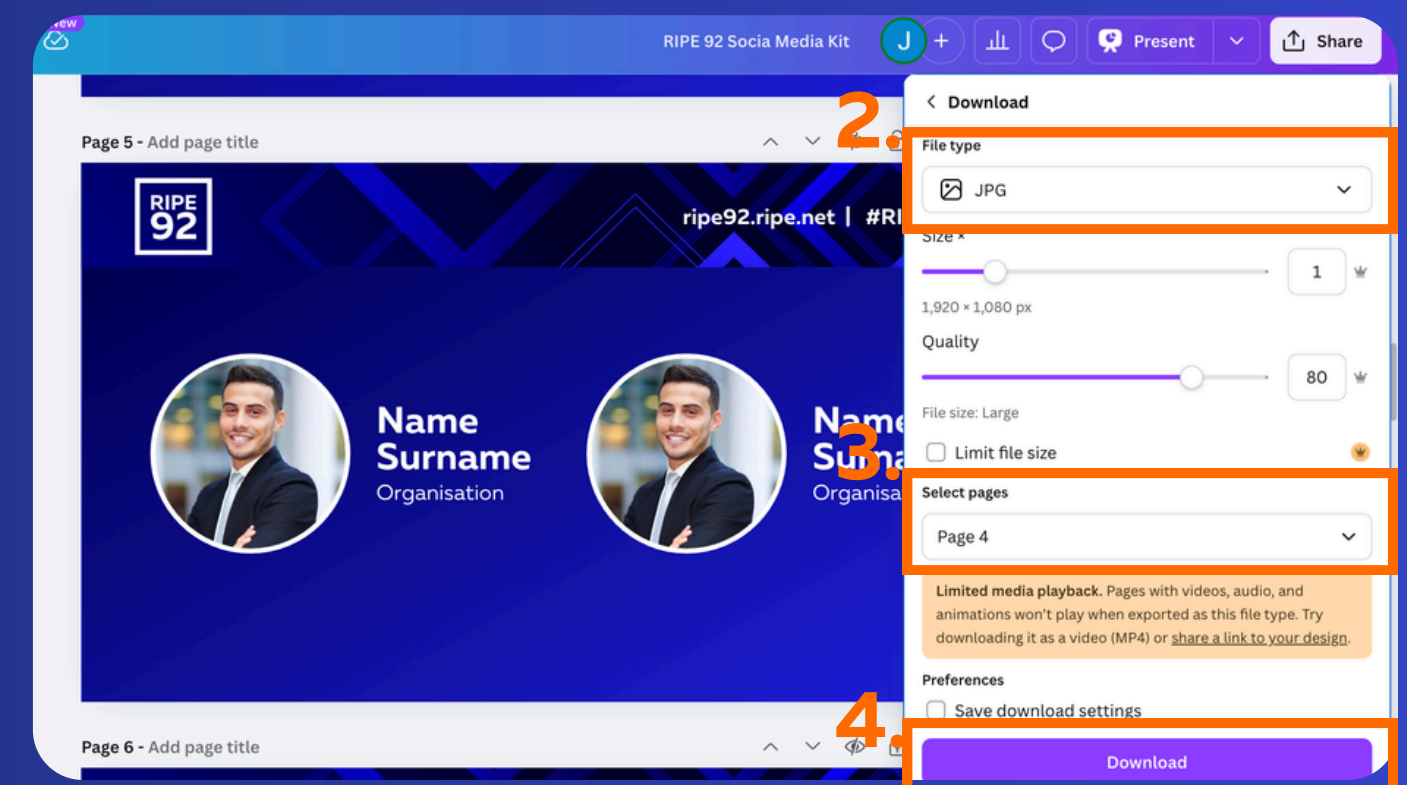 New
RIPE 92 Socia Media Kit
J
+
Present
Share
2.
Download
Page 5 - Add page title
File type
JPG
RIPE
92
ripe92.ripe.net | #RI
Size ×
1
1,920 × 1,080 px
Quality
80
File size: Large
Name
Surname
Organisation
Name
Surna
Organisa
3.
Limit file size
Select pages
Page 4
Limited media playback. Pages with videos, audio, and
animations won't play when exported as this file type. Try
downloading it as a video (MP4) or share a link to your design.
Preferences
Save download settings
4.
Page 6 - Add page title
Download